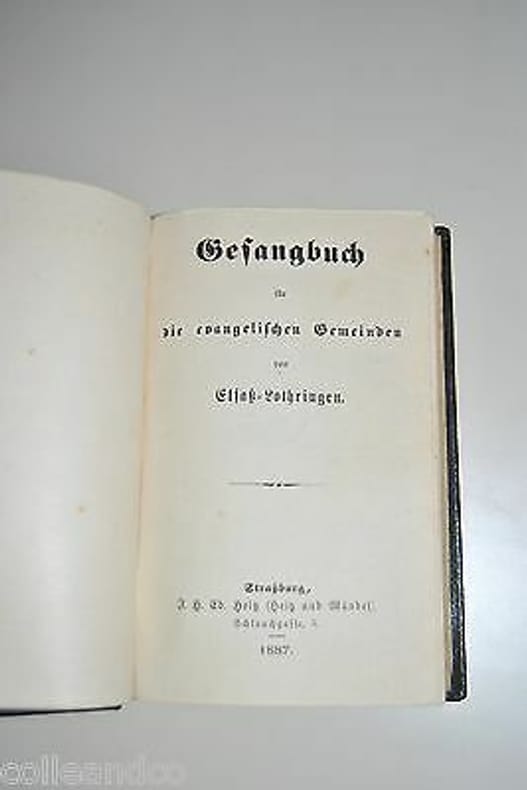 Gesangbuch
für
die evangelischen Gemeinden
von
Elsaß-Lothringen.
Straßburg,
J. H. Ed. Heitz (Heitz und Mündel).
Schlauchgasse 5.
1887.
colleandco